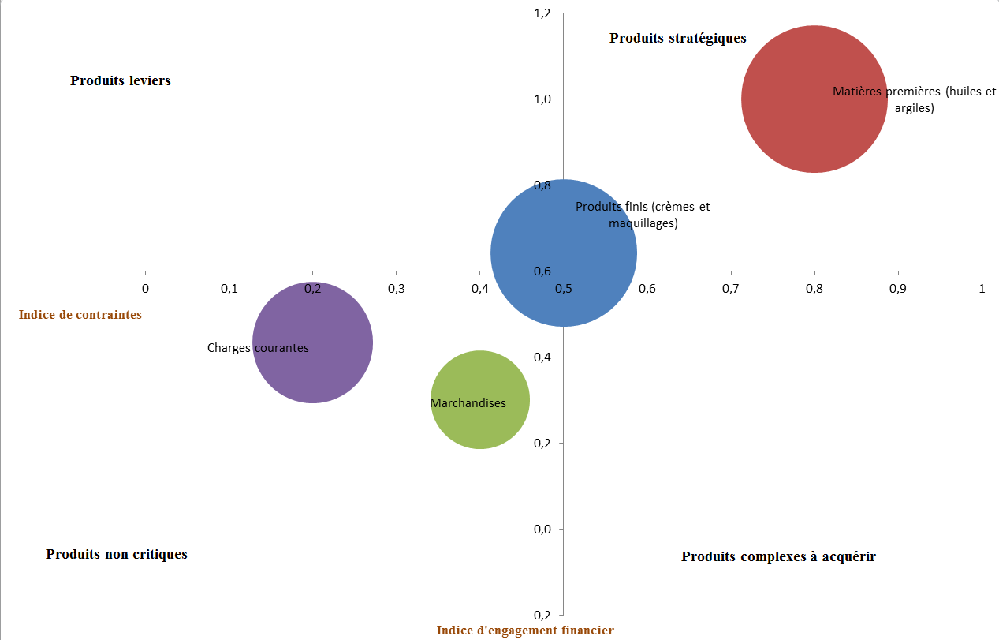 1,2
Produits stratégiques
Produits leviers
1,0
Matières premières (huiles et
argiles)
0,8
Produits finis (crèmes et
maquillages)
0,6
0 0,1 0,2 0,3 0,4 0,5 0,6 0,7 0,8 0,9 1
Indice de contraintes
Charges courantes
0,4
Marchandises
0,2
0,0
Produits non critiques
Produits complexes à acquérir
-0,2
Indice d'engagement financier